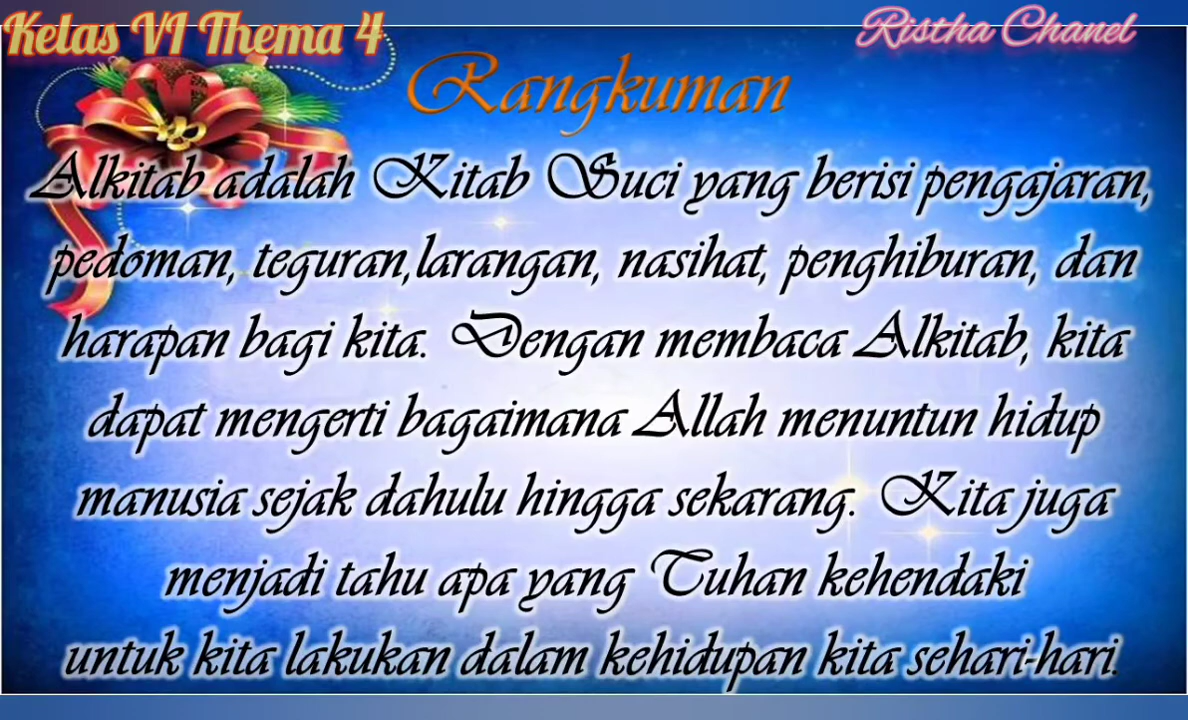 Kelas VI Thema 4
Ristha Chanel
Rangkuman
Alkitab adalah Kitab Suci yang berisi pengajaran,
pedoman, teguran,larangan, nasihat, penghiburan, dan
harapan bagi kita. Dengan membaca Alkitab, kita
dapat mengerti bagaimana Allah menuntun hidup
manusia sejak dahulu hingga sekarang. Kita juga
menjadi tahu apa yang Tuhan kehendaki
untuk kita lakukan dalam kehidupan kita sehari-hari.